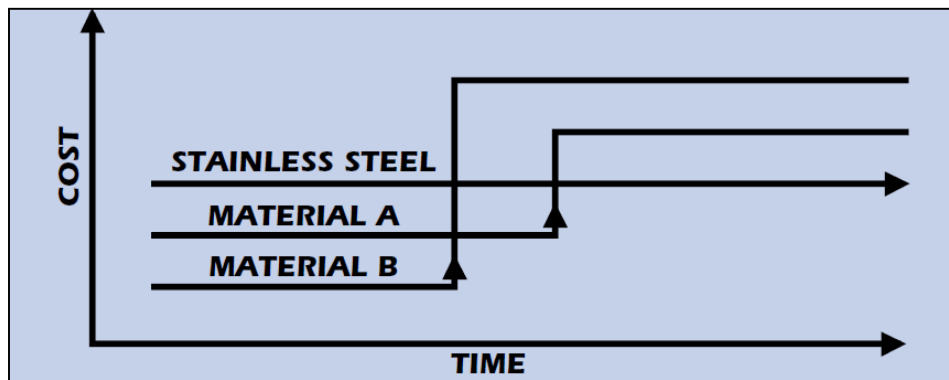 COST
STAINLESS STEEL
MATERIAL A
MATERIAL B
TIME